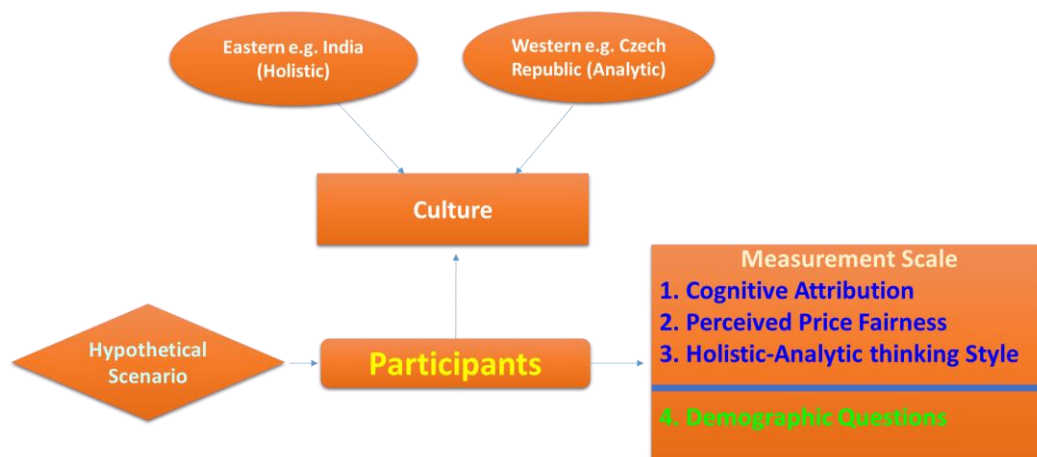 Eastern e.g. India
(Holistic)
Western e.g. Czech
Republic (Analytic)
Culture
Hypothetical
Scenario
Participants
Measurement Scale
1. Cognitive Attribution
2. Perceived Price Fairness
3. Holistic-Analytic thinking Style
4. Demographic Questions